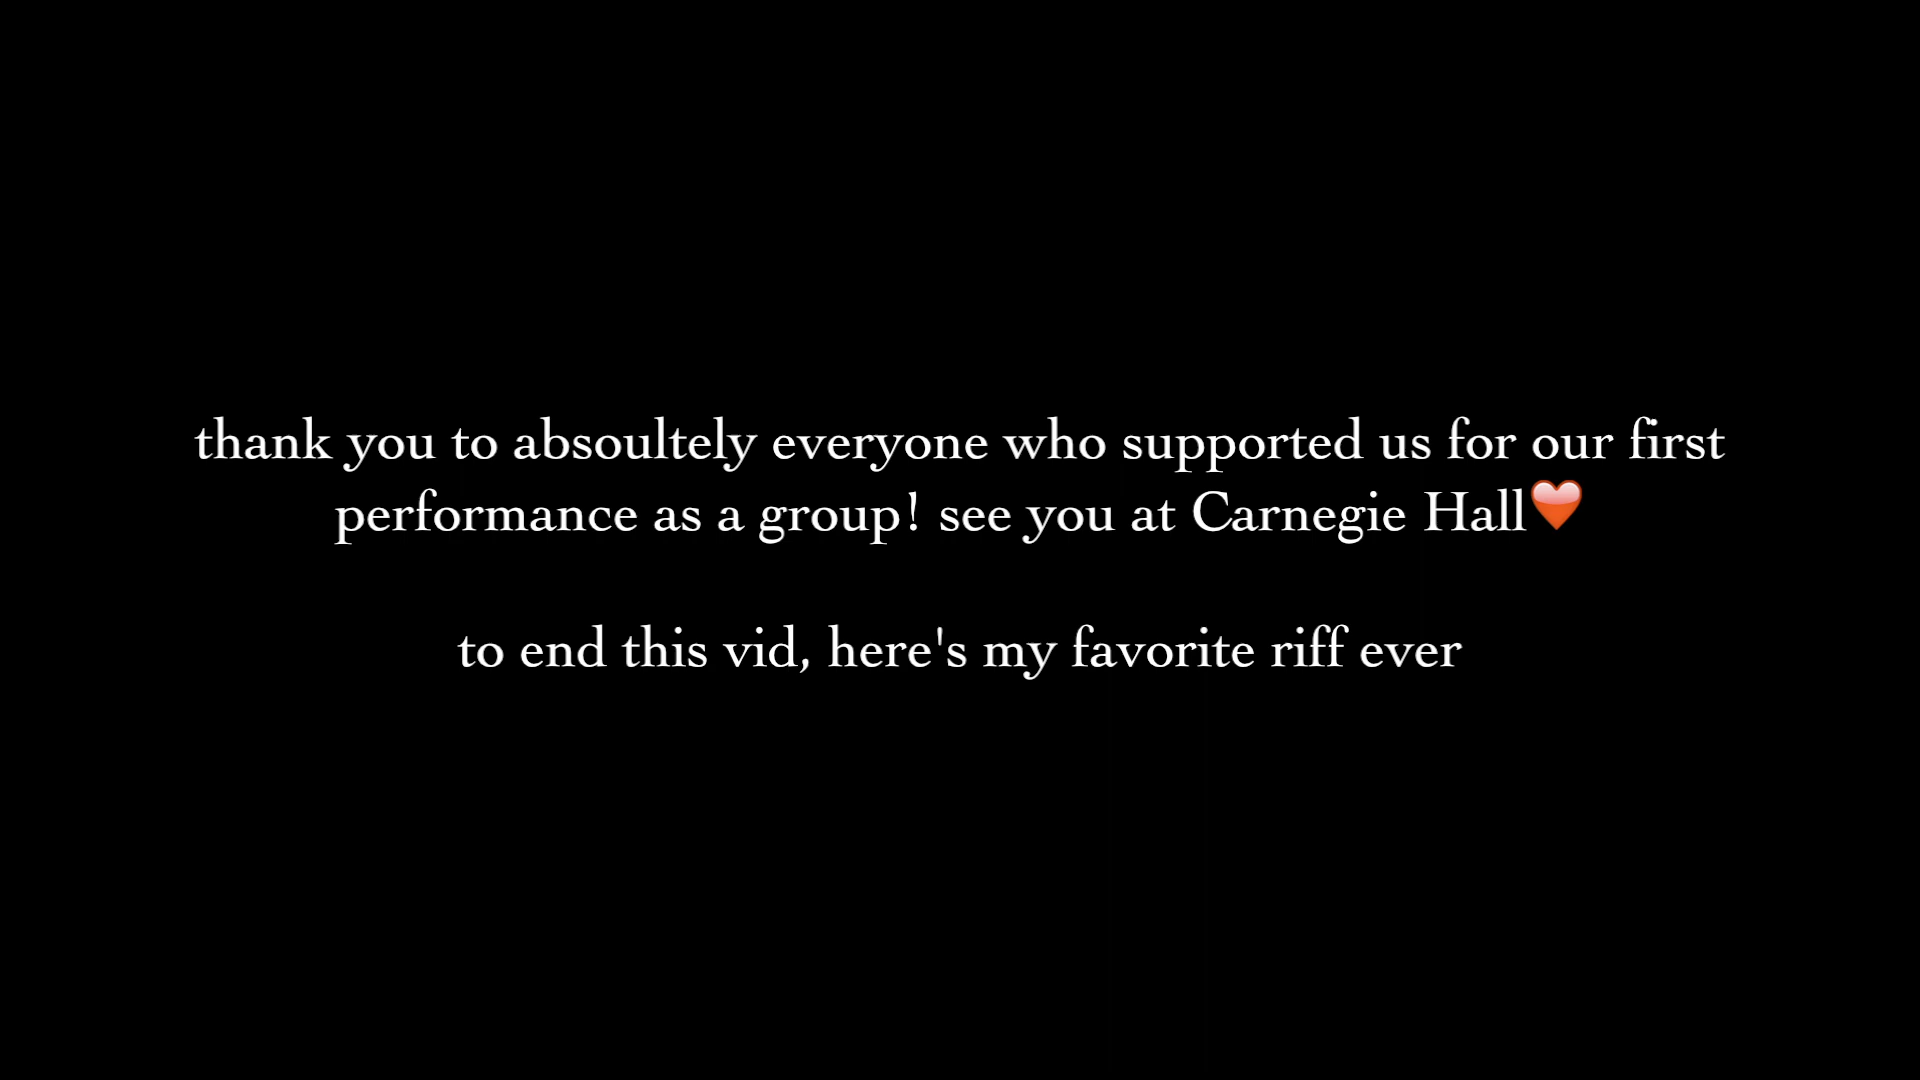 thank you to absoultely everyone who supported us for our first
performance as a group! see you at Carnegie Hall❤️
to end this vid, here's my favorite riff ever